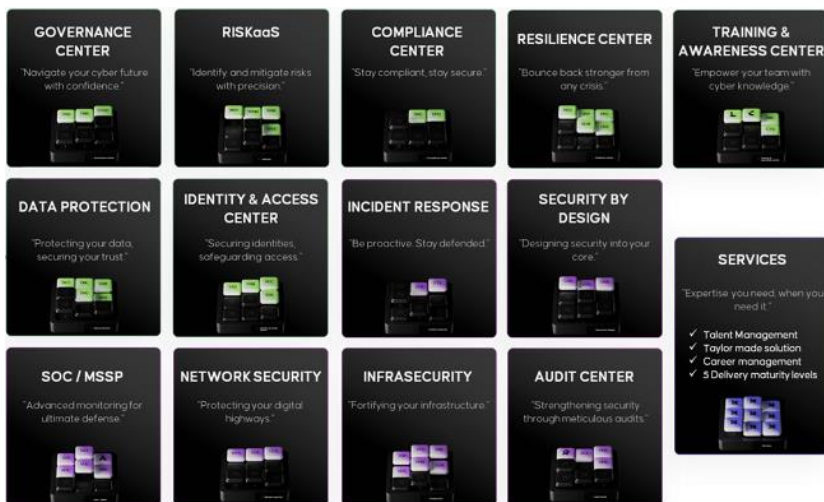 GOVERNANCE
CENTER
"Navigate your cyber future
with confidence."
RISKaaS
"Identify and mitigate risks
with precision."
COMPLIANCE
CENTER
"Stay compliant, stay secure."
RESILIENCE CENTER
"Bounce back stronger from
any crisis."
TRAINING &
AWARENESS CENTER
"Empower your team with
cyber knowledge."
DATA PROTECTION
"Protecting your data,
securing your trust."
IDENTITY & ACCESS
CENTER
"Securing identities,
safeguarding access."
INCIDENT RESPONSE
"Be proactive. Stay defended."
SECURITY BY
DESIGN
"Designing security into your
core."
SERVICES
"Expertise you need, when you
need it."
✓ Talent Management
✓ Taylor made solution
✓ Career management
✓ 5 Delivery maturity levels
SOC / MSSP
"Advanced monitoring for
ultimate defense."
NETWORK SECURITY
"Protecting your digital
highways."
INFRASECURITY
"Fortifying your infrastructure."
AUDIT CENTER
"Strengthening security
through meticulous audits."